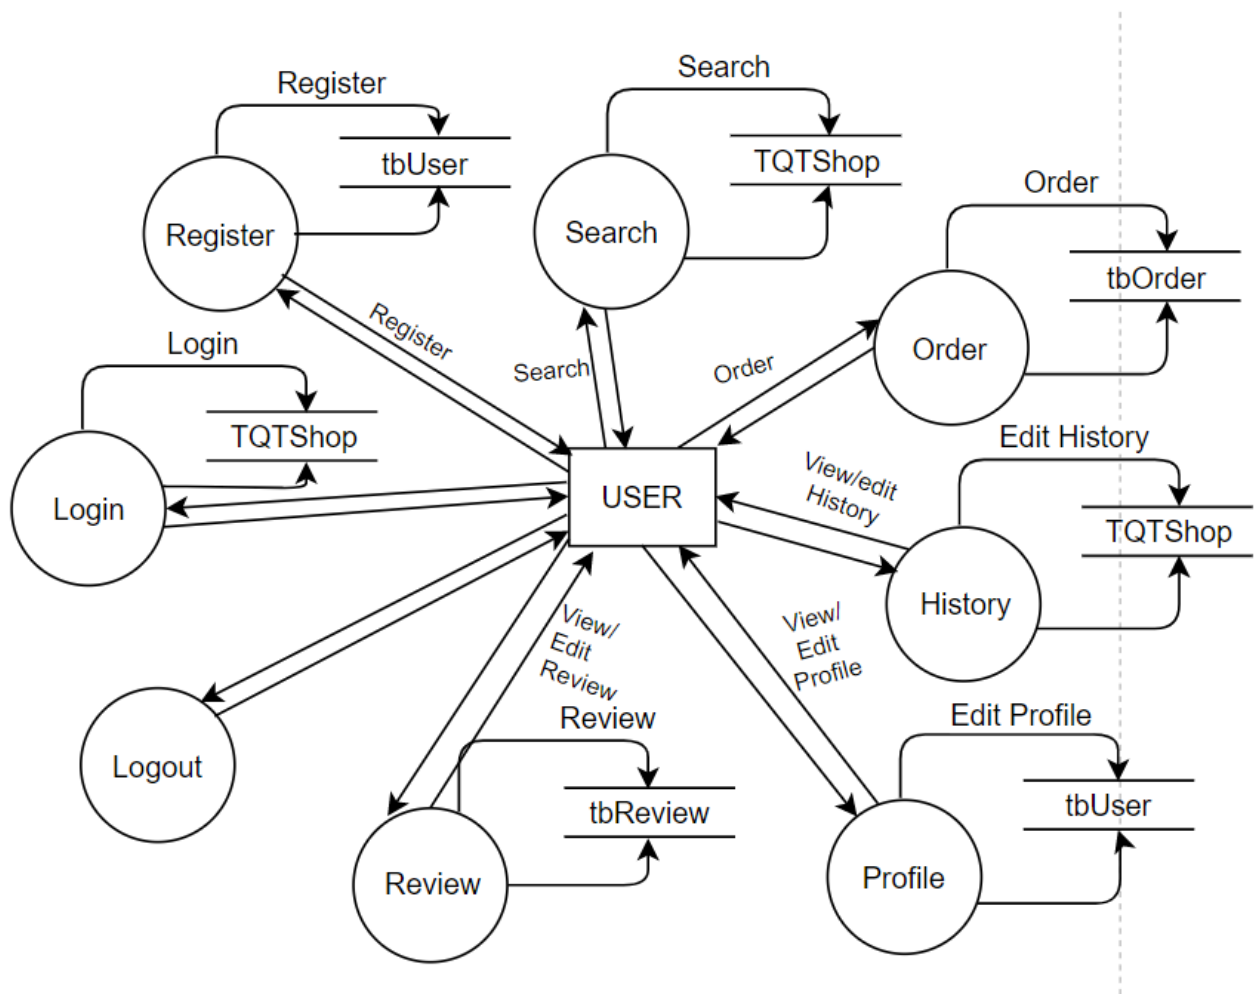 Search
Register
TQTShop
tbUser
Order
Search
Register
tbOrder
Register
Login
Order
Order
Search
TQTShop
Edit History
View/edit
History
USER
Login
TQTShop
History
View/
Edit
Review
View/
Edit
Profile
Review
Edit Profile
Logout
tbReview
tbUser
Review
Profile